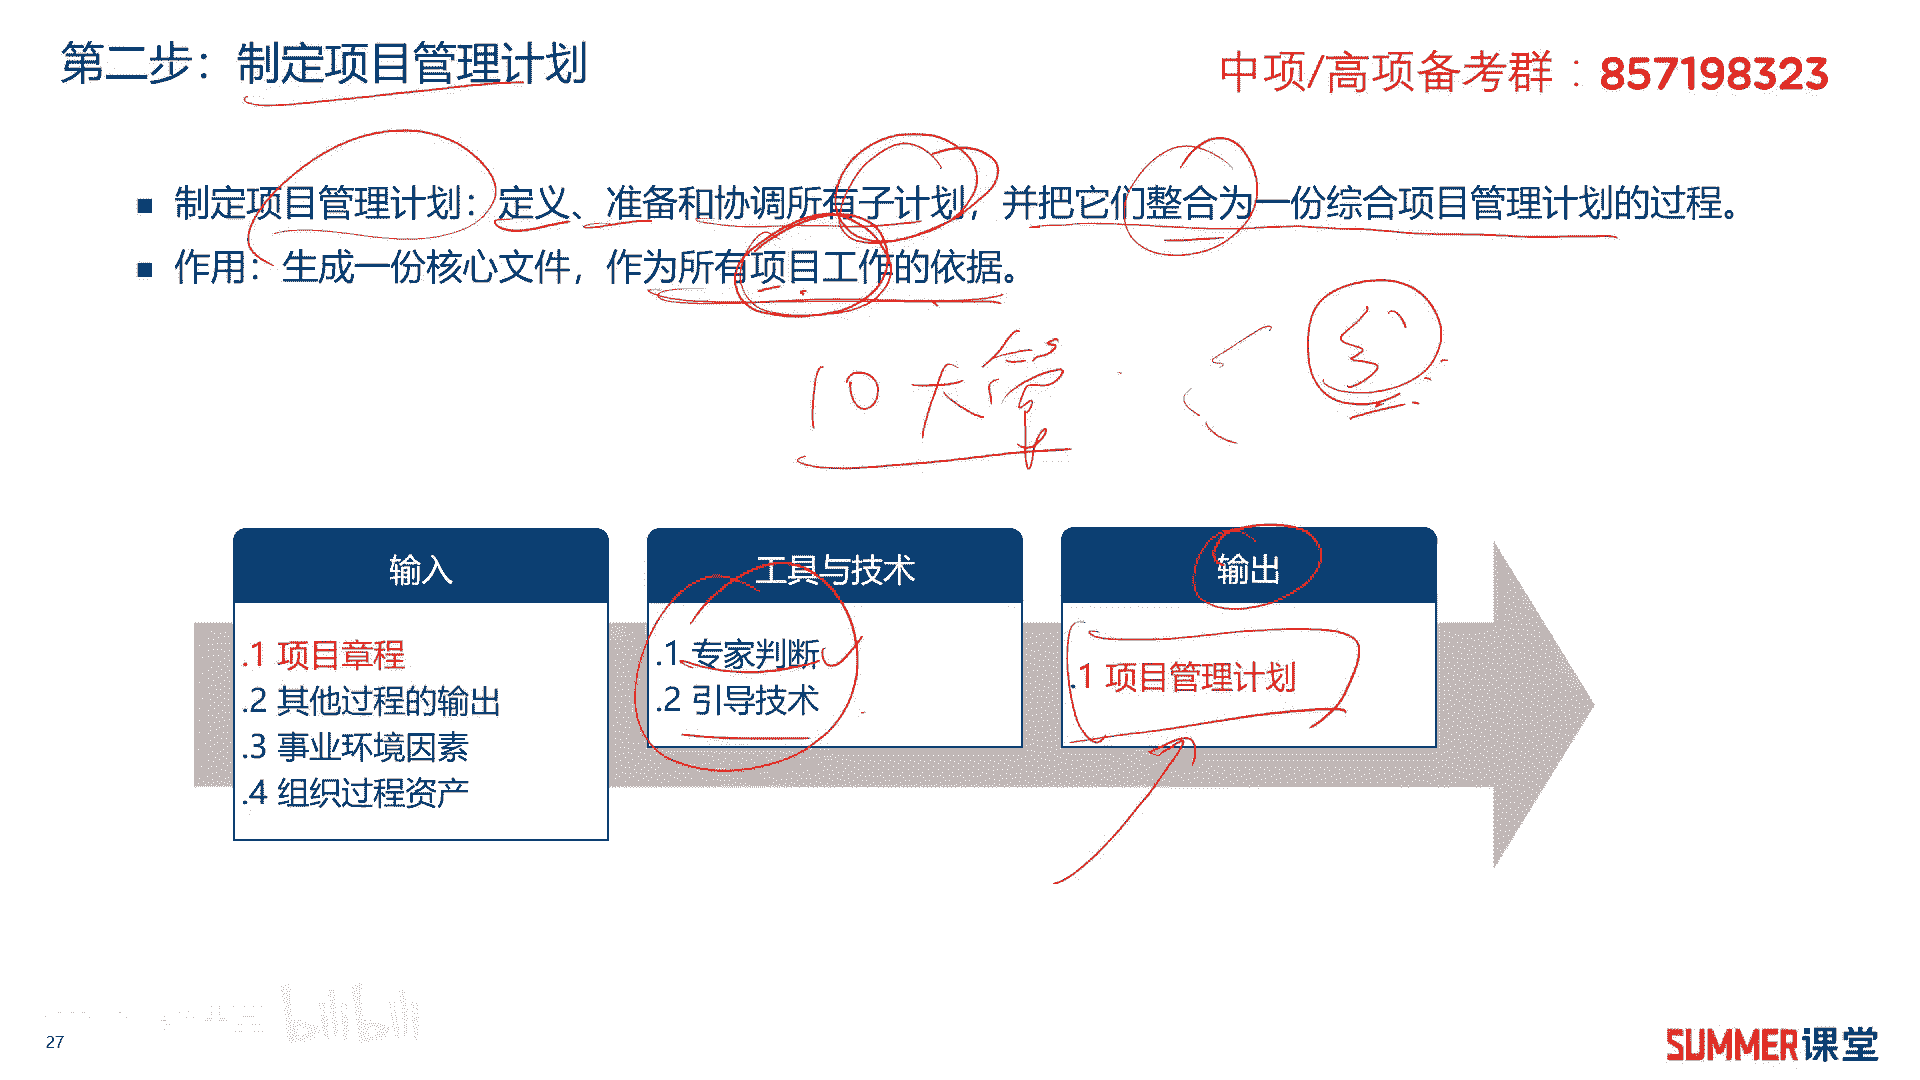 第二步：制定项目管理计划
中项/高项备考群：857198323
■ 制定项目管理计划：定义、准备和协调所有子计划，并把它们整合为一份综合项目管理计划的过程。
■ 作用：生成一份核心文件，作为所有项目工作的依据。
10大管
输入
.1 项目章程
.2 其他过程的输出
.3 事业环境因素
.4 组织过程资产
工具与技术
.1 专家判断
.2 引导技术
输出
.1 项目管理计划
bilibili
27
SUMMER课堂